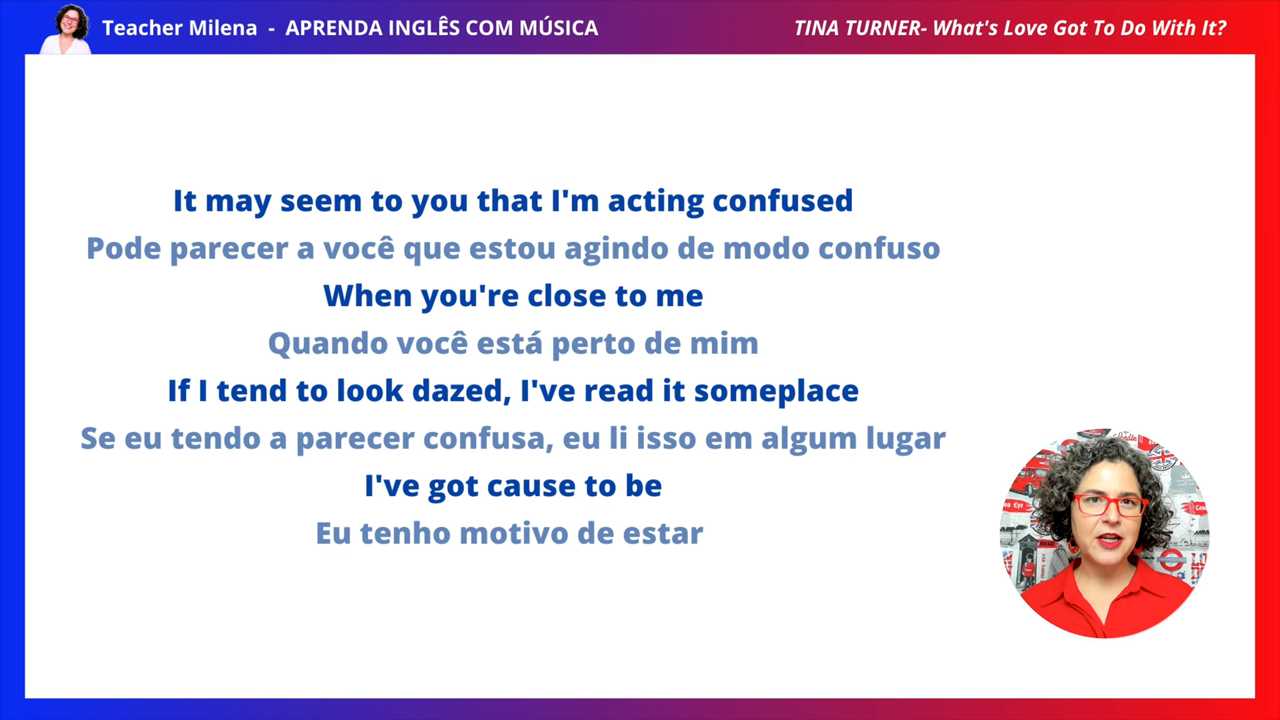 Teacher Milena - APRENDA INGLÊS COM MÚSICA
TINA TURNER- What's Love Got To Do With It?
It may seem to you that I'm acting confused
Pode parecer a você que estou agindo de modo confuso
When you're close to me
Quando você está perto de mim
If I tend to look dazed, I've read it someplace
Se eu tendo a parecer confusa, eu li isso em algum lugar
I've got cause to be
Eu tenho motivo de estar